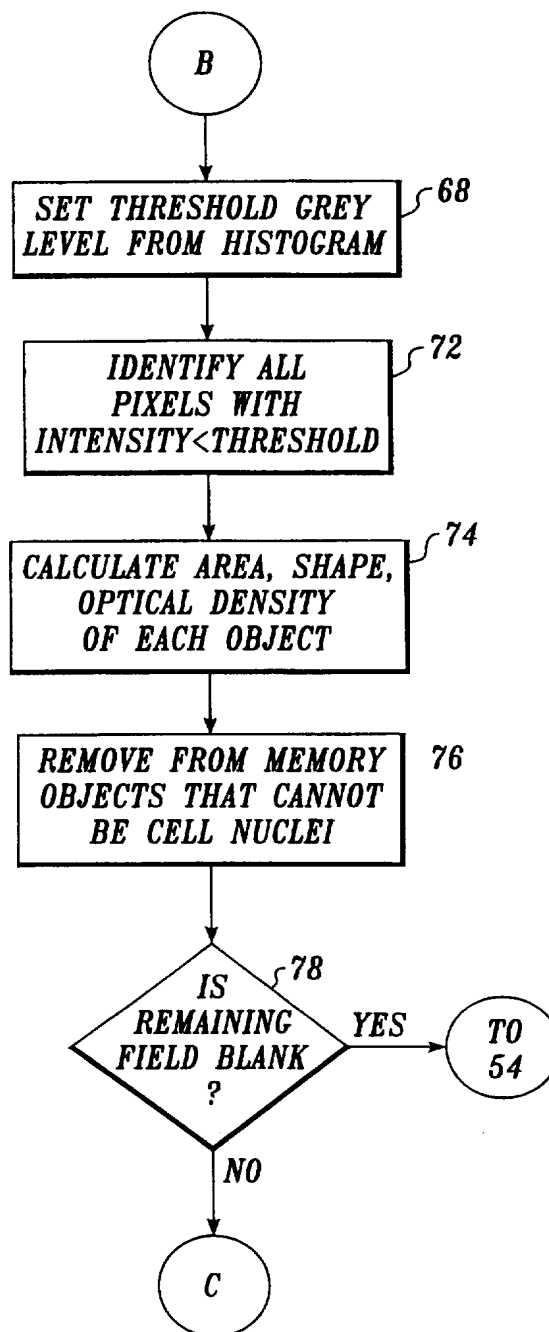 B
SET THRESHOLD GREY
LEVEL FROM HISTOGRAM
68
72
IDENTIFY ALL
PIXELS WITH
INTENSITY<THRESHOLD
74
CALCULATE AREA, SHAPE,
OPTICAL DENSITY
OF EACH OBJECT
REMOVE FROM MEMORY
OBJECTS THAT CANNOT
BE CELL NUCLEI
76
78
IS
REMAINING
FIELD BLANK
?
YES
TO
54
NO
C